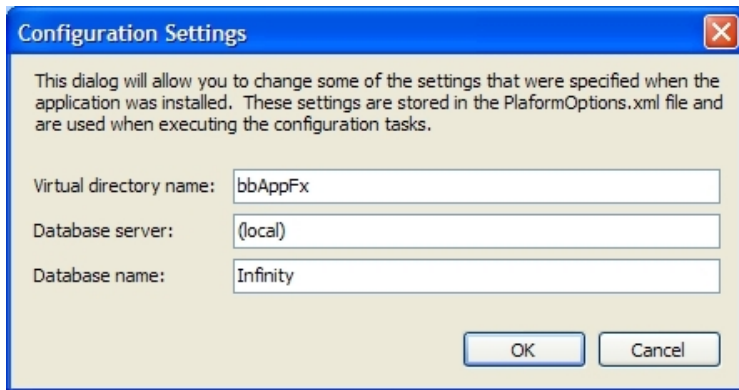 Configuration Settings
This dialog will allow you to change some of the settings that were specified when the
application was installed.  These settings are stored in the PlaformOptions.xml file and
are used when executing the configuration tasks.
Virtual directory name: bbAppFx
Database server: (local)
Database name: Infinity
OK Cancel